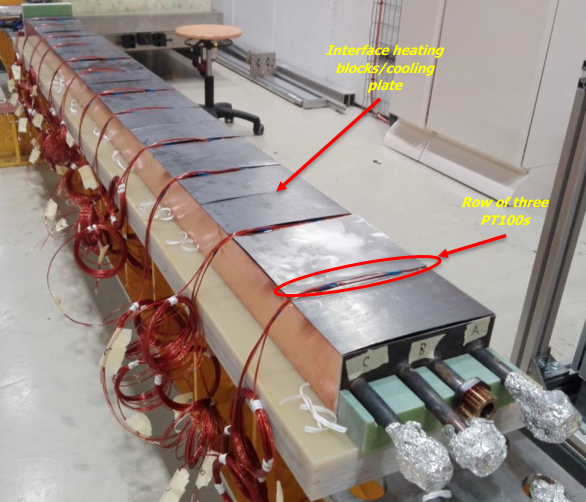 Interface heating
blocks/cooling
plate
Row of three
PT100s
C
B
A